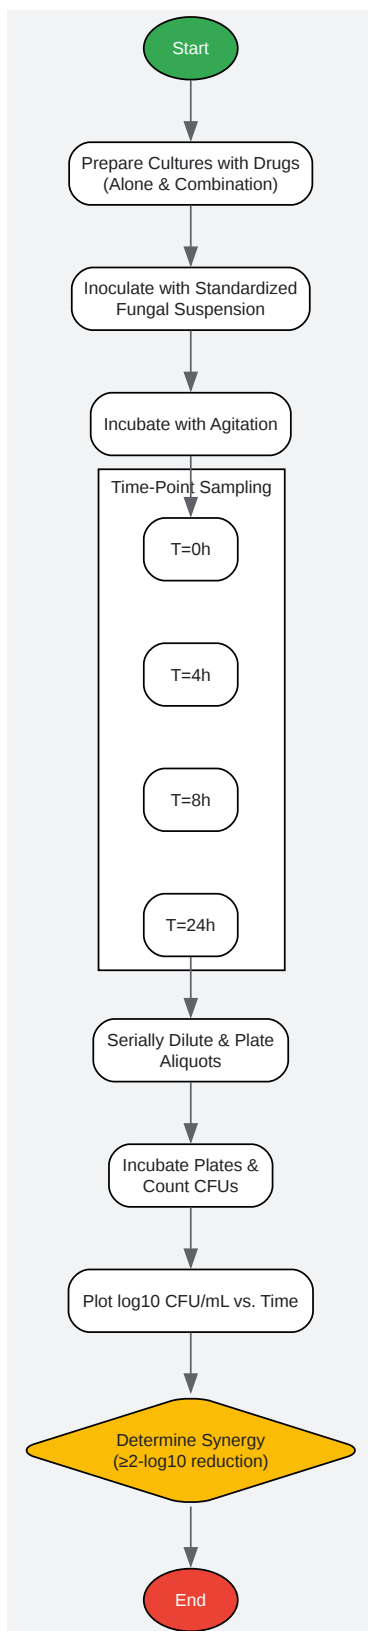 Start
Prepare Cultures with Drugs
(Alone & Combination)
Inoculate with Standardized
Fungal Suspension
Incubate with Agitation
Time-Point Sampling
T=0h
T=4h
T=8h
T=24h
Serially Dilute & Plate
Aliquots
Incubate Plates &
Count CFUs
Plot log10 CFU/mL vs. Time
Determine Synergy
(≥2-log10 reduction)
End